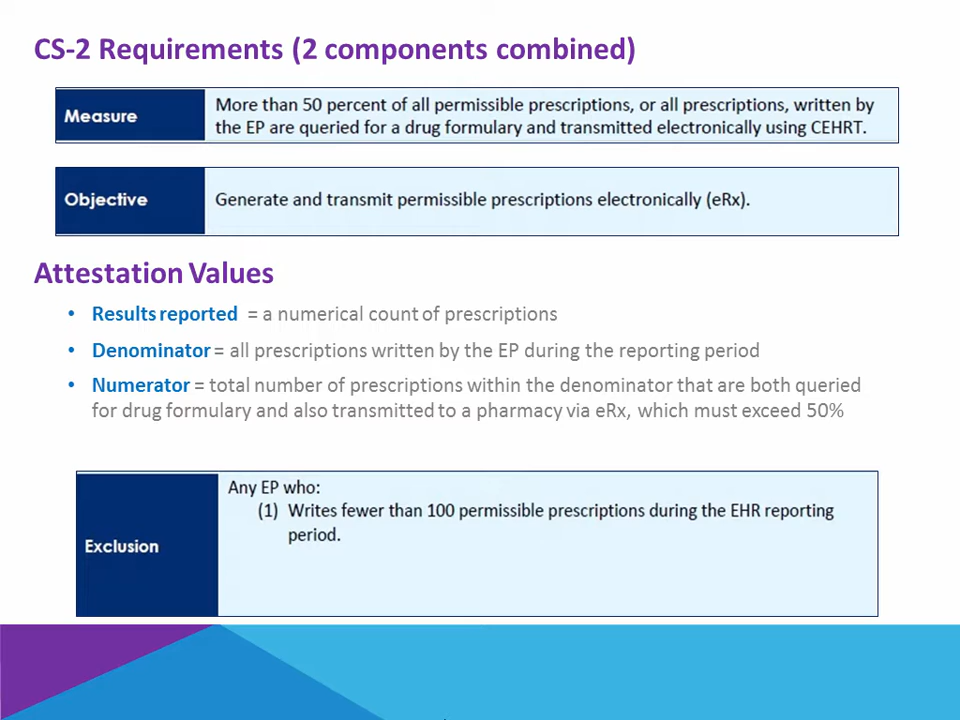 CS-2 Requirements (2 components combined)
Measure
More than 50 percent of all permissible prescriptions, or all prescriptions, written by
the EP are queried for a drug formulary and transmitted electronically using CEHRT.
Objective
Generate and transmit permissible prescriptions electronically (eRx).
Attestation Values
• Results reported = a numerical count of prescriptions
• Denominator = all prescriptions written by the EP during the reporting period
• Numerator = total number of prescriptions within the denominator that are both queried
for drug formulary and also transmitted to a pharmacy via eRx, which must exceed 50%
Exclusion
Any EP who:
(1) Writes fewer than 100 permissible prescriptions during the EHR reporting
period.